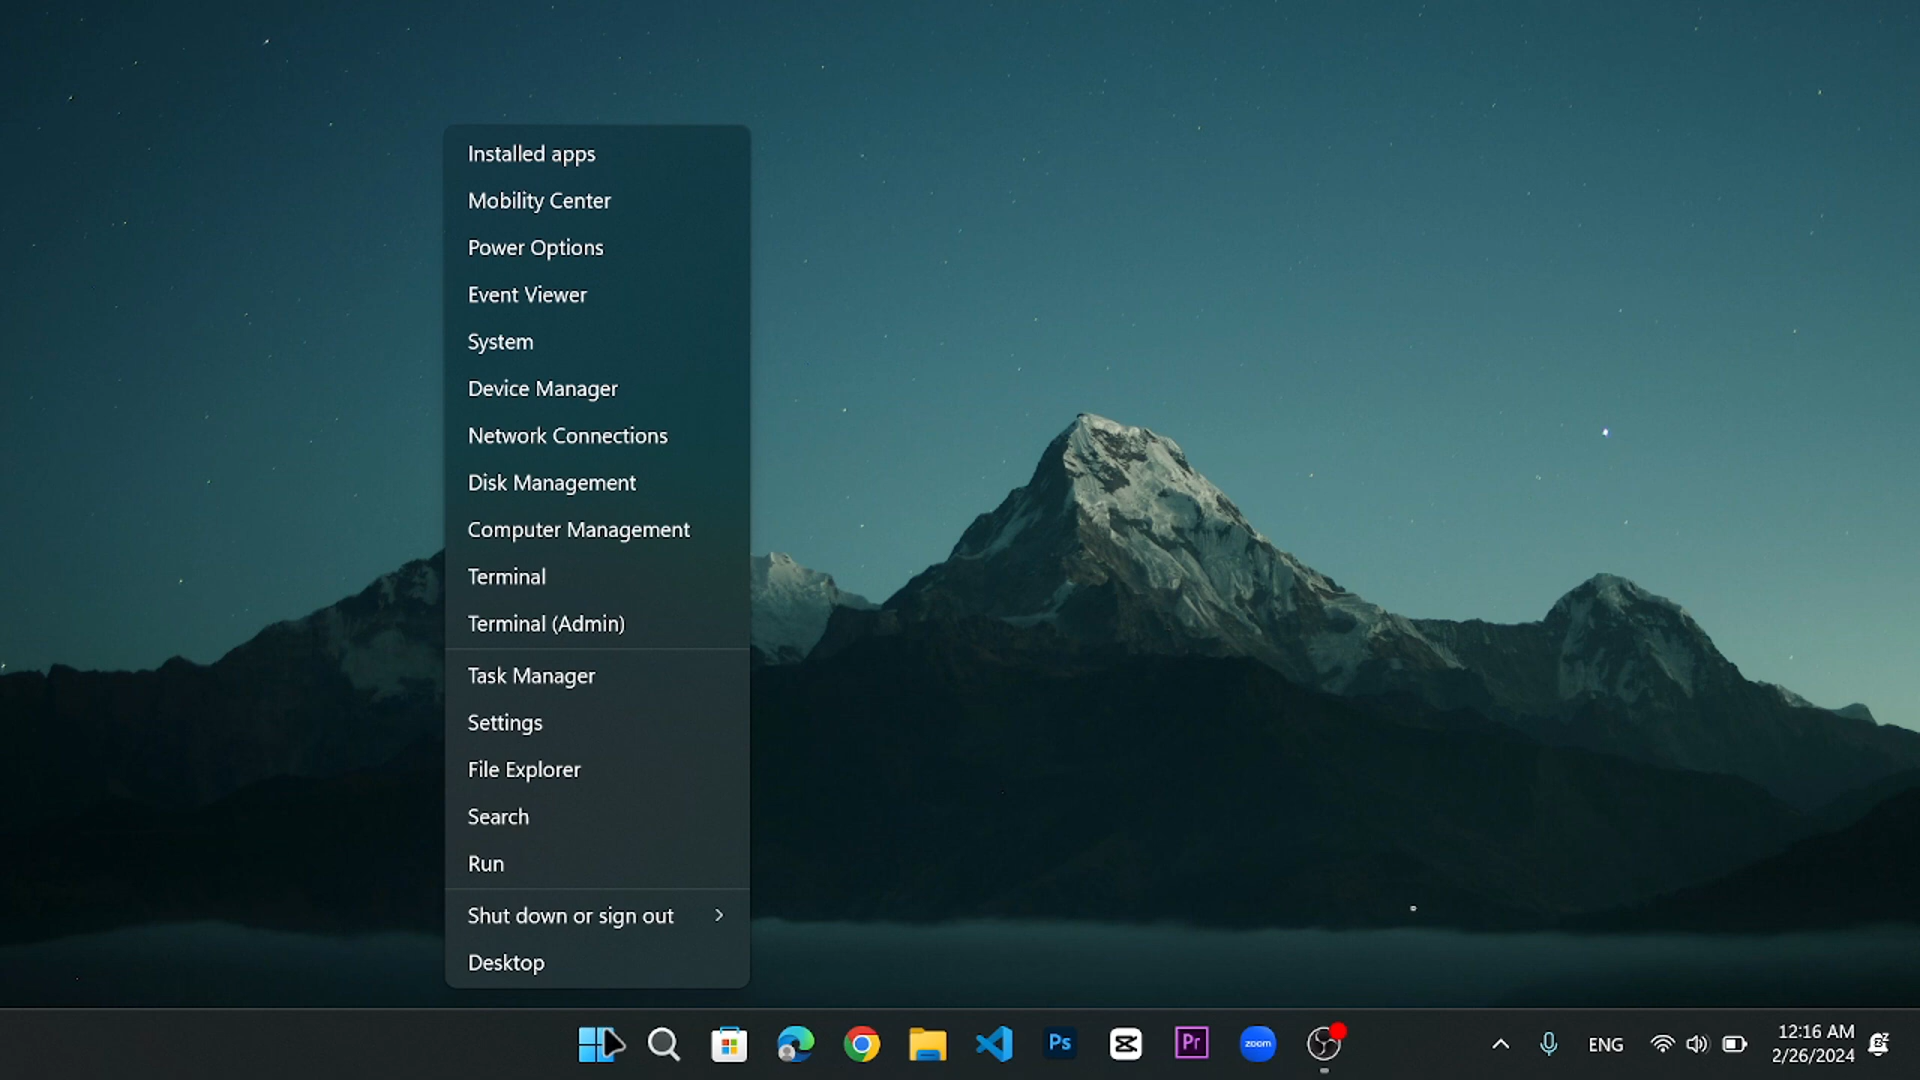 Installed apps
Mobility Center
Power Options
Event Viewer
System
Device Manager
Network Connections
Disk Management
Computer Management
Terminal
Terminal (Admin)
Task Manager
Settings
File Explorer
Search
Run
Shut down or sign out
Desktop
Ps
Pr
zoom
ENG
12:16 AM
2/26/2024